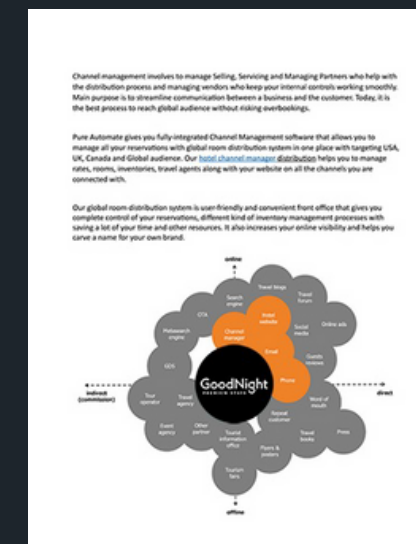 Channel management involves to manage Selling, Servicing and Managing Partners who help with
the distribution process and managing vendors who keep your internal controls working smoothly.
Main purpose is to streamline communication between a business and the customer. Today, it is
the best process to reach global audience without risking overbookings.
Pure Automate gives you fully-integrated Channel Management software that allows you to
manage all your reservations with global room distribution system in one place with targeting USA,
UK, Canada and Global audience. Our hotel channel manager distribution helps you to manage
rates, rooms, inventories, travel agents along with your website on all the channels you are
connected with.
Our global room distribution system is user-friendly and convenient front office that gives you
complete control of your reservations, different kind of inventory management processes with
saving a lot of your time and other resources. It also increases your online visibility and helps you
carve a name for your own brand.
online
Travel blogs
Search
engine
Travel
forum
OTA
Hotel
website
Online ads
Metasearch
engine
Channel
manager
Social
media
Email
Guests
reviews
GDS
GoodNight
PREMIUM STAYS
Phone
indirect
(commission)
direct
Tour
operator
Travel
agency
Word of
mouth
Repeat
customer
Event
agency
Other
partner
Tourist
information
office
Travel
books
Press
Flyers &
posters
Tourism
fairs
offline